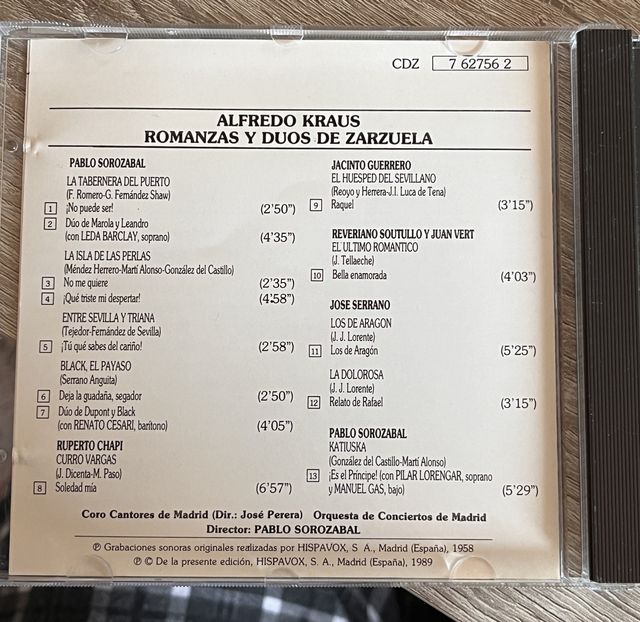 CDZ 7 62756 2
ALFREDO KRAUS
ROMANZAS Y DUOS DE ZARZUELA
PABLO SOROZABAL
LA TABERNERA DEL PUERTO
(F. Romero-G. Fernández Shaw)
1 ¡No puede ser! (2'50")
2 Dúo de Marola y Leandro
(con LEDA BARCLAY, soprano) (4'35")
LA ISLA DE LAS PERLAS
(Méndez Herrero-Martí Alonso-González del Castillo)
3 No me quiere (2'35")
4 ¡Qué triste mi despertar! (4'58")
ENTRE SEVILLA Y TRIANA
(Tejedor-Fernández de Sevilla)
5 ¡Tú qué sabes del cariño! (2'58")
BLACK, EL PAYASO
(Serrano Anguita)
6 Deja la guadaña, segador (2'50")
7 Dúo de Dupont y Black
(con RENATO CESARI, barítono) (4'05")
RUPERTO CHAPI
CURRO VARGAS
(J. Dicenta-M. Paso)
8 Soledad mía (6'57")
JACINTO GUERRERO
EL HUESPED DEL SEVILLANO
(Reoyo y Herrera-J.I. Luca de Tena)
9 Raquel (3'15")
REVERIANO SOUTULLO Y JUAN VERT
EL ULTIMO ROMANTICO
(J. Tellaeche)
10 Bella enamorada (4'03")
JOSE SERRANO
LOS DE ARAGON
(J. J. Lorente)
11 Los de Aragón (5'25")
LA DOLOROSA
(J. J. Lorente)
12 Relato de Rafael (3'15")
PABLO SOROZABAL
KATIUSKA
(González del Castillo-Martí Alonso)
13 ¡Es el Príncipe! (con PILAR LORENGAR, soprano
y MANUEL GAS, bajo) (5'29")
Coro Cantores de Madrid (Dir.: José Perera) Orquesta de Conciertos de Madrid
Director: PABLO SOROZABAL
℗ Grabaciones sonoras originales realizadas por HISPAVOX, S. A., Madrid (España), 1958
℗ © De la presente edición, HISPAVOX, S. A., Madrid (España), 1989